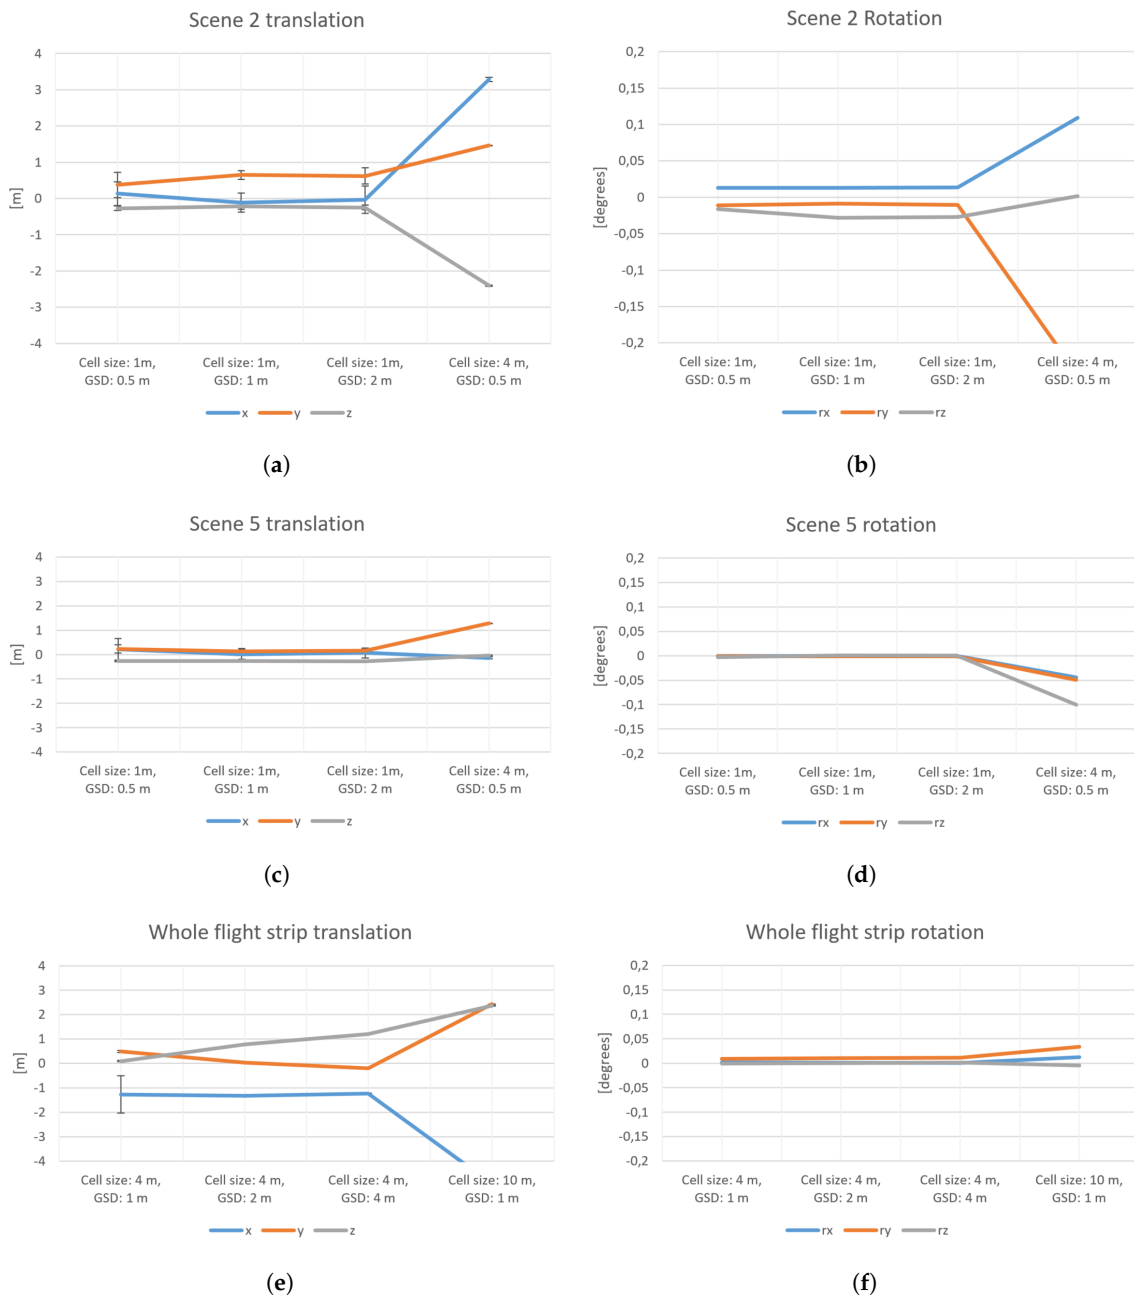 Scene 2 translation
4
3
2
1
0
-1
-2
-3
-4
[m]
Cell size: 1m, GSD: 0.5 m
Cell size: 1m, GSD: 1 m
Cell size: 1m, GSD: 2 m
Cell size: 4 m, GSD: 0.5 m
x y z
(a)
Scene 2 Rotation
0,2
0,15
0,1
0,05
0
-0,05
-0,1
-0,15
-0,2
[degrees]
Cell size: 1m, GSD: 0.5 m
Cell size: 1m, GSD: 1 m
Cell size: 1m, GSD: 2 m
Cell size: 4 m, GSD: 0.5 m
rx ry rz
(b)
Scene 5 translation
4
3
2
1
0
-1
-2
-3
-4
[m]
Cell size: 1m, GSD: 0.5 m
Cell size: 1m, GSD: 1 m
Cell size: 1m, GSD: 2 m
Cell size: 4 m, GSD: 0.5 m
x y z
(c)
Scene 5 rotation
0,2
0,15
0,1
0,05
0
-0,05
-0,1
-0,15
-0,2
[degrees]
Cell size: 1m, GSD: 0.5 m
Cell size: 1m, GSD: 1 m
Cell size: 1m, GSD: 2 m
Cell size: 4 m, GSD: 0.5 m
rx ry rz
(d)
Whole flight strip translation
4
3
2
1
0
-1
-2
-3
-4
[m]
Cell size: 4 m, GSD: 1 m
Cell size: 4 m, GSD: 2 m
Cell size: 4 m, GSD: 4 m
Cell size: 10 m, GSD: 1 m
x y z
(e)
Whole flight strip rotation
0,2
0,15
0,1
0,05
0
-0,05
-0,1
-0,15
-0,2
[degrees]
Cell size: 4 m, GSD: 1 m
Cell size: 4 m, GSD: 2 m
Cell size: 4 m, GSD: 4 m
Cell size: 10 m, GSD: 1 m
rx ry rz
(f)